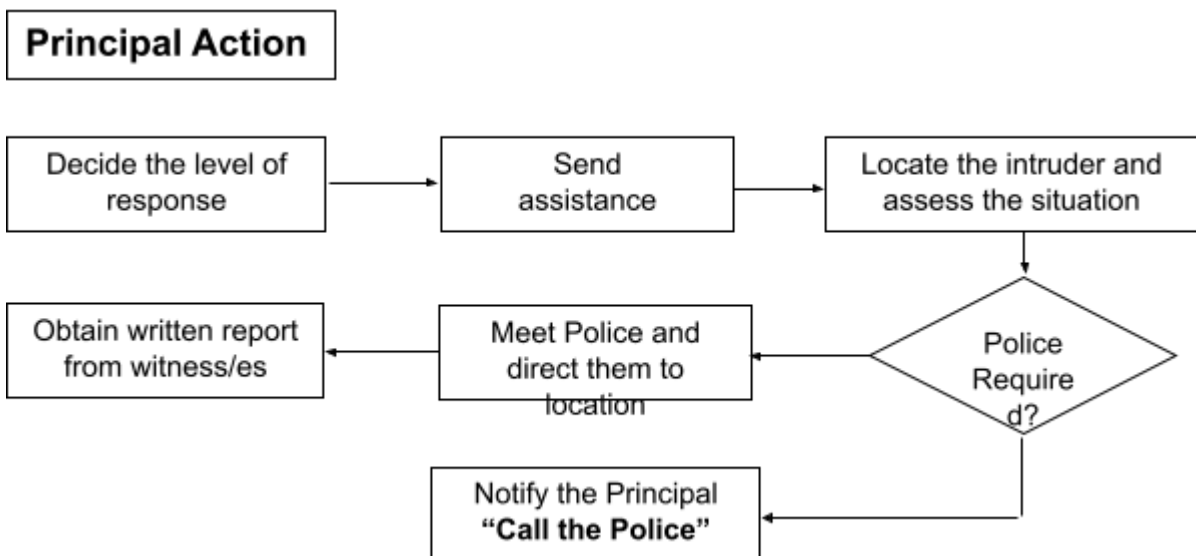 Principal Action
Decide the level of
response
Send
assistance
Locate the intruder and
assess the situation
Obtain written report
from witness/es
Meet Police and
direct them to
location
Police
Require
d?
Notify the Principal
“Call the Police”